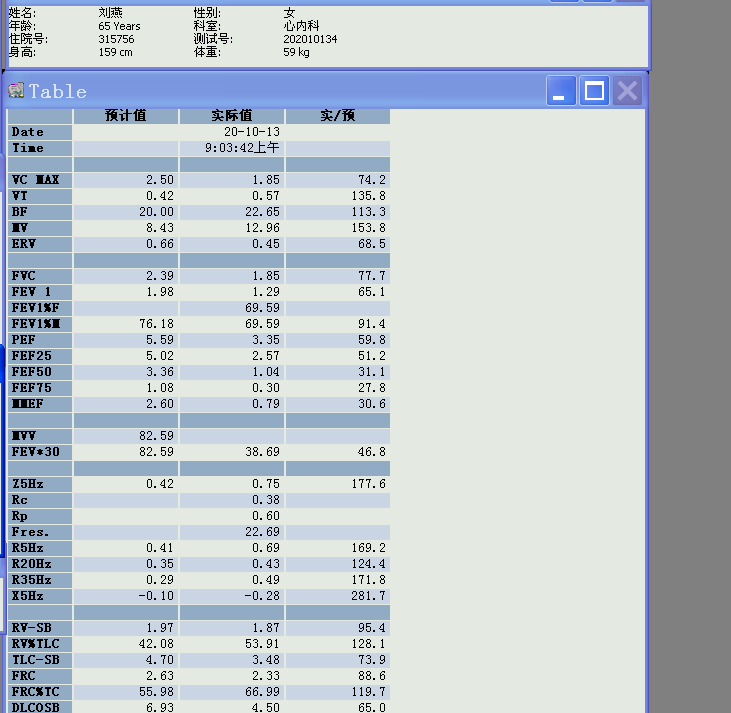 姓名: 刘燕 性别: 女
年龄: 65 Years 科室: 心内科
住院号: 315756 测试号: 202010134
身高: 159 cm 体重: 59 kg
Table
预计值 实际值 实/预
Date 20-10-13
Time 9:03:42上午
VC MAX 2.50 1.85 74.2
VT 0.42 0.57 135.8
BF 20.00 22.65 113.3
MV 8.43 12.96 153.8
ERV 0.66 0.45 68.5
FVC 2.39 1.85 77.7
FEV 1 1.98 1.29 65.1
FEV1%F 69.59
FEV1%M 76.18 69.59 91.4
PEF 5.59 3.35 59.8
FEF25 5.02 2.57 51.2
FEF50 3.36 1.04 31.1
FEF75 1.08 0.30 27.8
MMEF 2.60 0.79 30.6
MVV 82.59
FEV*30 82.59 38.69 46.8
Z5Hz 0.42 0.75 177.6
Rc 0.38
Rp 0.60
Fres. 22.69
R5Hz 0.41 0.69 169.2
R20Hz 0.35 0.43 124.4
R35Hz 0.29 0.49 171.8
X5Hz -0.10 -0.28 281.7
RV-SB 1.97 1.87 95.4
RV%TLC 42.08 53.91 128.1
TLC-SB 4.70 3.48 73.9
FRC 2.63 2.33 88.6
FRC%TC 55.98 66.99 119.7
DLCOSB 6.93 4.50 65.0